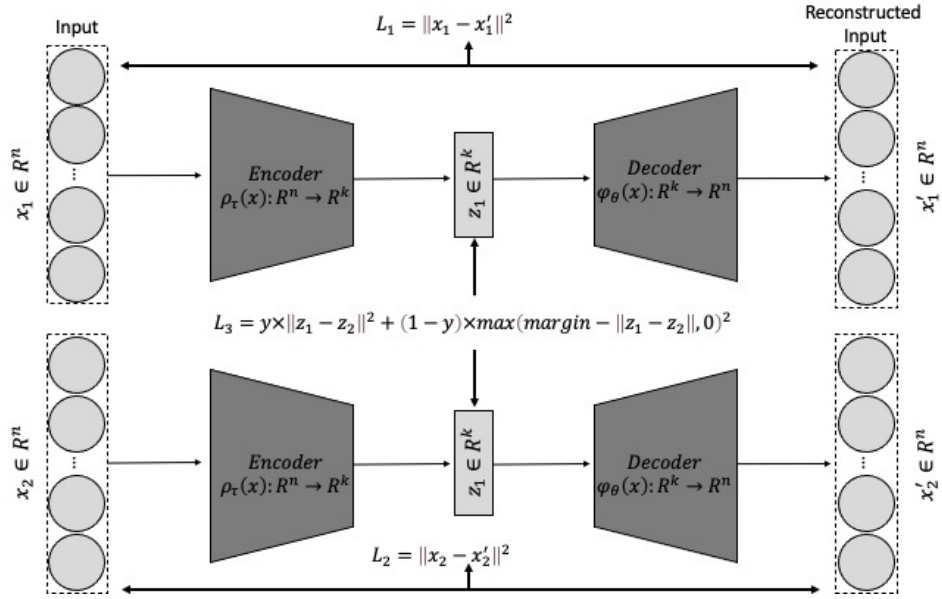 Input
L₁ = ‖x₁ − x₁′‖²
Reconstructed
Input
x₁ ∈ Rⁿ
...
Encoder
ρ_τ(x): Rⁿ → Rᵏ
z₁ ∈ Rᵏ
Decoder
φ_θ(x): Rᵏ → Rⁿ
...
x₁′ ∈ Rⁿ
L₃ = y×‖z₁ − z₂‖² + (1 − y)×max(margin − ‖z₁ − z₂‖, 0)²
x₂ ∈ Rⁿ
...
Encoder
ρ_τ(x): Rⁿ → Rᵏ
z₁ ∈ Rᵏ
Decoder
φ_θ(x): Rᵏ → Rⁿ
...
x₂′ ∈ Rⁿ
L₂ = ‖x₂ − x₂′‖²